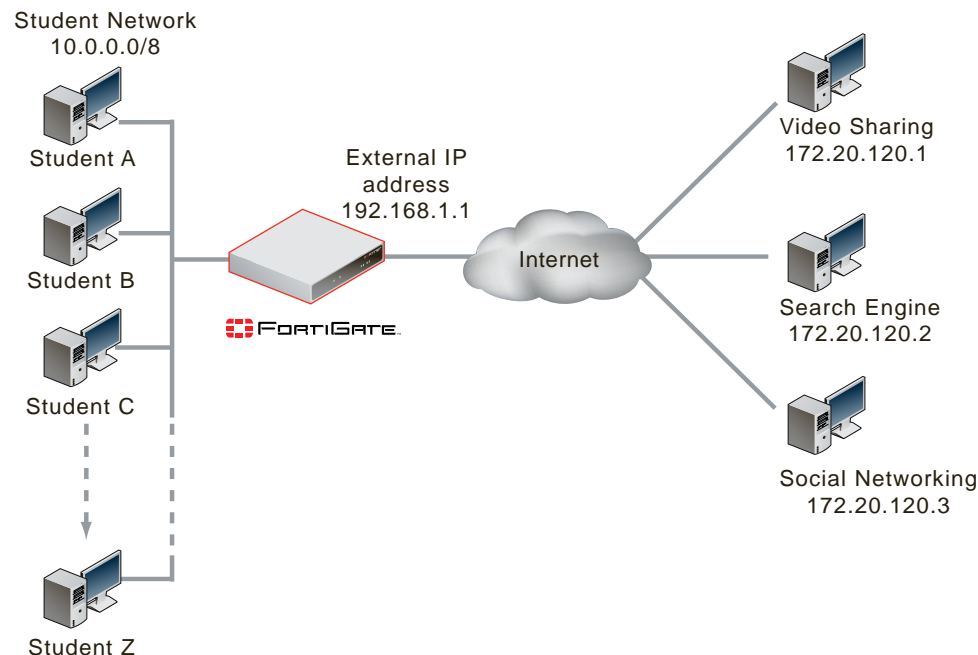 Student Network
10.0.0.0/8
Student A
Student B
Student C
Student Z
External IP
address
192.168.1.1
FORTIGATE™
Internet
Video Sharing
172.20.120.1
Search Engine
172.20.120.2
Social Networking
172.20.120.3